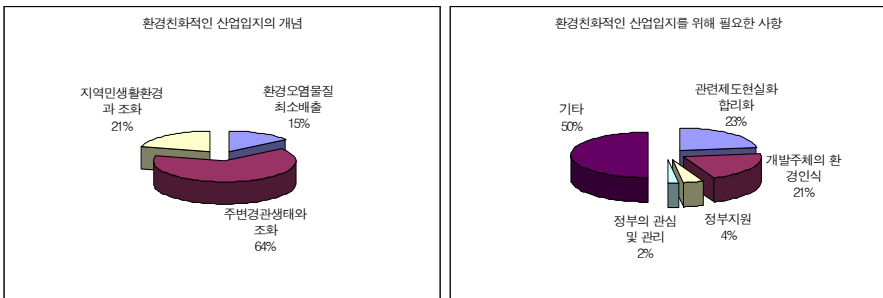 환경친화적인 산업입지의 개념
지역민생활환경
과 조화
21%
환경오염물질
최소배출
15%
주변경관생태와
조화
64%
환경친화적인 산업입지를 위해 필요한 사항
기타
50%
관련제도현실화
합리화
23%
개발주체의 환
경인식
21%
정부지원
4%
정부의 관심
및 관리
2%